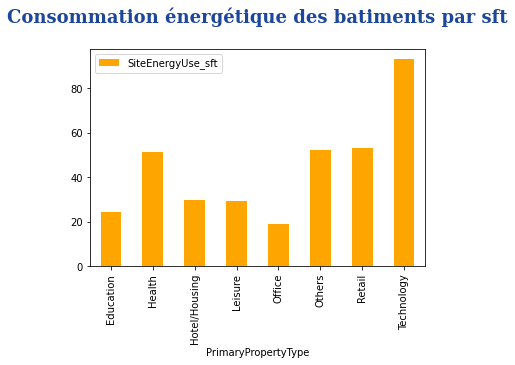 Consommation énergétique des batiments par sft
SiteEnergyUse_sft
80
60
40
20
0
Education
Health
Hotel/Housing
Leisure
Office
Others
Retail
Technology
PrimaryPropertyType